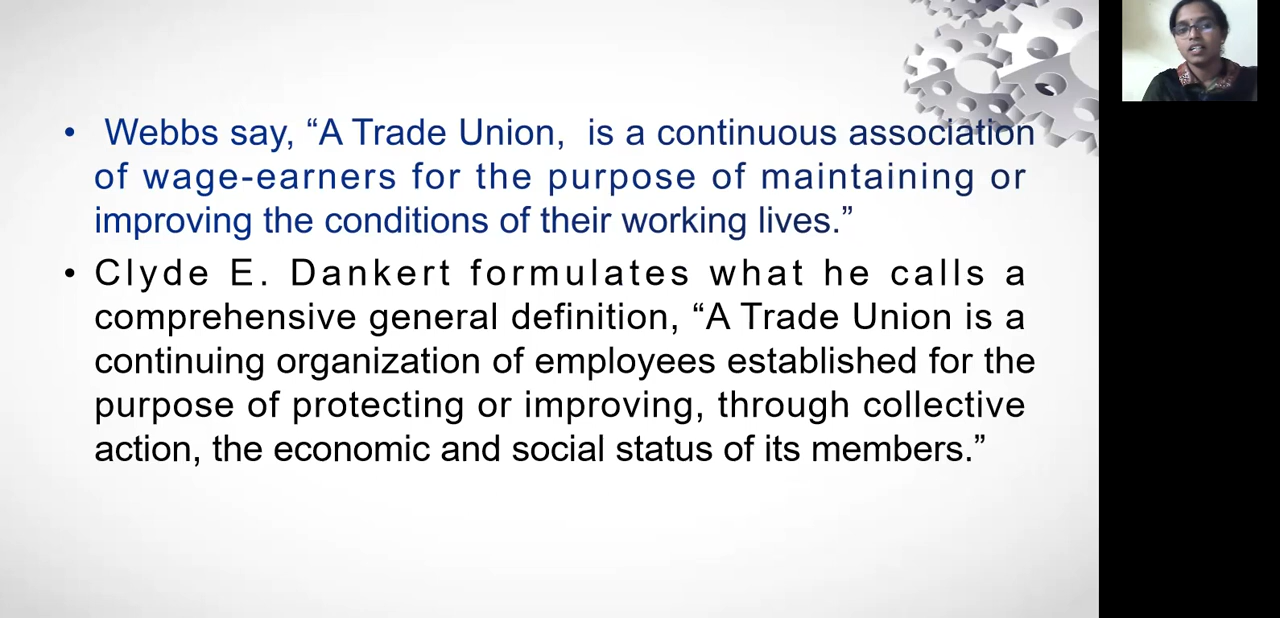 • Webbs say, “A Trade Union,  is a continuous association
of wage-earners for the purpose of maintaining or
improving the conditions of their working lives.”
• Clyde E. Dankert formulates what he calls a
comprehensive general definition, “A Trade Union is a
continuing organization of employees established for the
purpose of protecting or improving, through collective
action, the economic and social status of its members.”